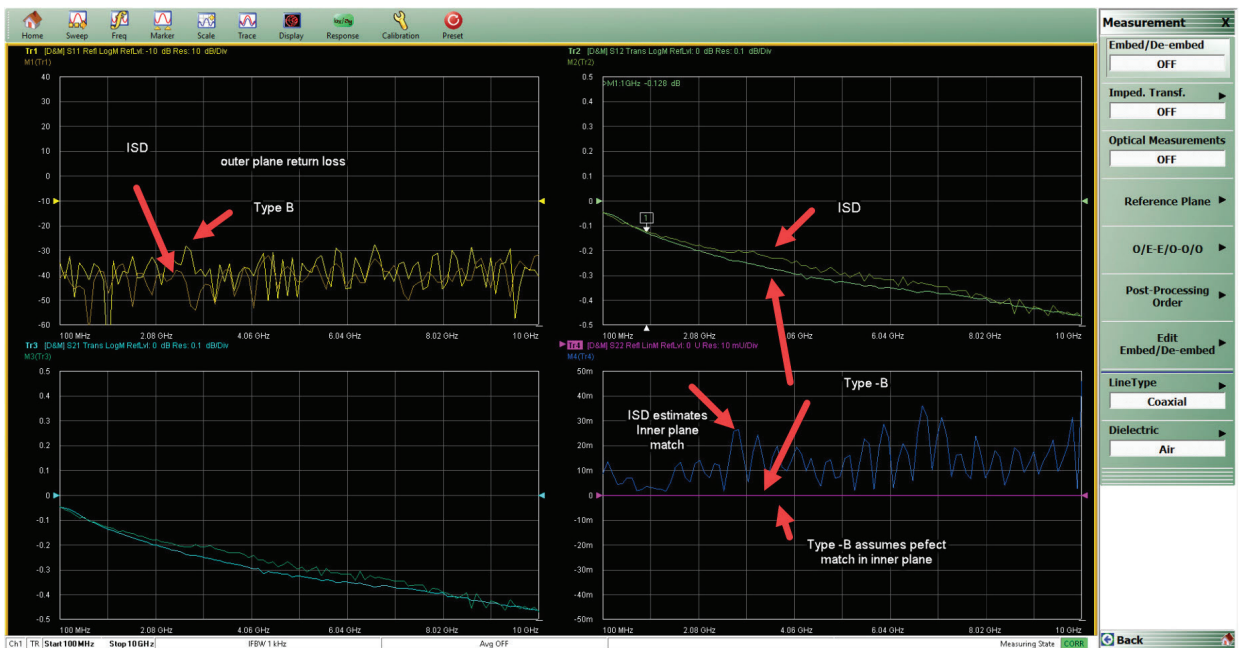 Home
Sweep
Freq
Marker
Scale
Trace
Display
Response
Calibration
Preset
Tr1 [D&M] S11 Refl LogM RefLvl: -10 dB Res: 10 dB/Div
M1(Tr1)
40
30
20
10
0
-10
-20
-30
-40
-50
-60
ISD
outer plane return loss
Type B
100 MHz
2.08 GHz
4.06 GHz
6.04 GHz
8.02 GHz
10 GHz
Tr2 [D&M] S12 Trans LogM RefLvl: 0 dB Res: 0.1 dB/Div
M2(Tr2)
>M1:1GHz -0.128 dB
0.5
0.4
0.3
0.2
0.1
0
-0.1
-0.2
-0.3
-0.4
-0.5
1
ISD
100 MHz
2.08 GHz
4.06 GHz
6.04 GHz
8.02 GHz
10 GHz
Tr3 [D&M] S21 Trans LogM RefLvl: 0 dB Res: 0.1 dB/Div
M3(Tr3)
0.5
0.4
0.3
0.2
0.1
0
-0.1
-0.2
-0.3
-0.4
-0.5
100 MHz
2.08 GHz
4.06 GHz
6.04 GHz
8.02 GHz
10 GHz
Tr4 [D&M] S22 Refl LinM RefLvl: 0 U Res: 10 mU/Div
M4(Tr4)
50m
40m
30m
20m
10m
0
-10m
-20m
-30m
-40m
-50m
Type -B
ISD estimates
Inner plane
match
Type -B assumes pefect
match in inner plane
100 MHz
2.08 GHz
4.06 GHz
6.04 GHz
8.02 GHz
10 GHz
Measurement X
Embed/De-embed
OFF
Imped. Transf.
OFF
Optical Measurements
OFF
Reference Plane
O/E-E/O-O/O
Post-Processing
Order
Edit
Embed/De-embed
LineType
Coaxial
Dielectric
Air
Back
Ch1 TR Start 100 MHz Stop 10 GHz IFBW 1 kHz Avg OFF Measuring State CORR